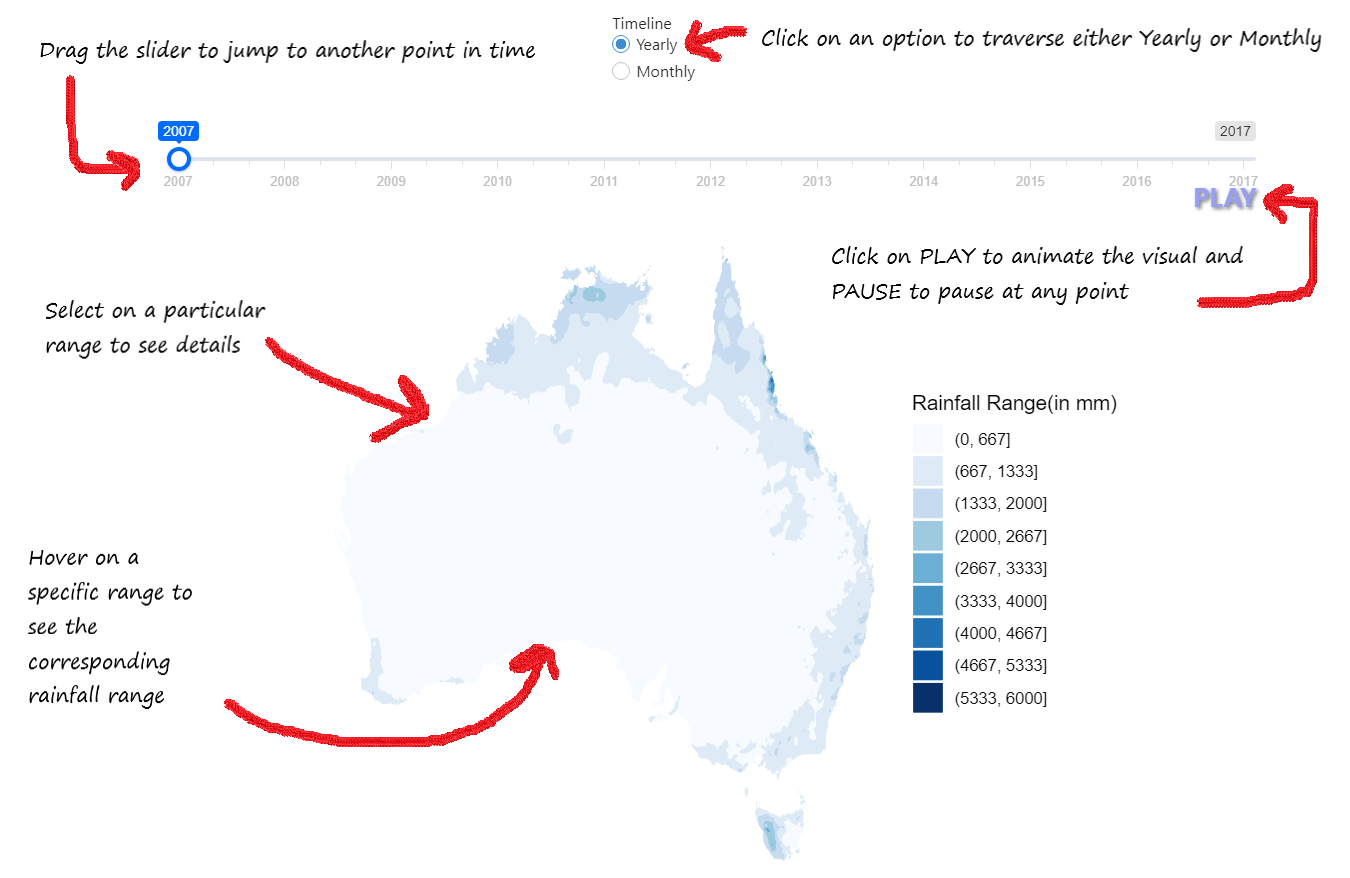 Timeline
Yearly
Monthly
Click on an option to traverse either Yearly or Monthly
Drag the slider to jump to another point in time
2007
2017
2007 2008 2009 2010 2011 2012 2013 2014 2015 2016 2017
PLAY
Click on PLAY to animate the visual and
PAUSE to pause at any point
Select on a particular
range to see details
Rainfall Range(in mm)
(0, 667]
(667, 1333]
(1333, 2000]
(2000, 2667]
(2667, 3333]
(3333, 4000]
(4000, 4667]
(4667, 5333]
(5333, 6000]
Hover on a
specific range to
see the
corresponding
rainfall range